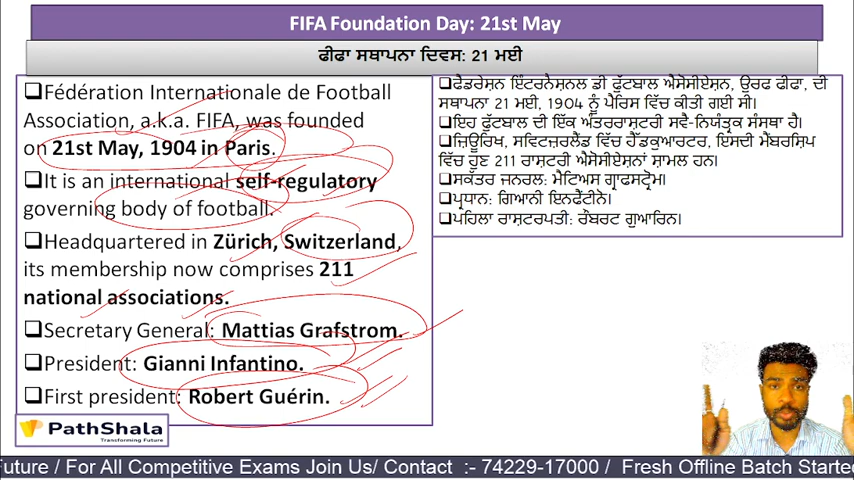 FIFA Foundation Day: 21st May
ਫੀਫਾ ਸਥਾਪਨਾ ਦਿਵਸ: 21 ਮਈ
❑Fédération Internationale de Football
Association, a.k.a. FIFA, was founded
on 21st May, 1904 in Paris.
❑It is an international self-regulatory
governing body of football.
❑Headquartered in Zürich, Switzerland,
its membership now comprises 211
national associations.
❑Secretary General: Mattias Grafstrom.
❑President: Gianni Infantino.
❑First president: Robert Guérin.
❑ਫੈਡਰੇਸ਼ਨ ਇੰਟਰਨੈਸ਼ਨਲ ਡੀ ਫੁੱਟਬਾਲ ਐਸੋਸੀਏਸ਼ਨ, ਉਰਫ ਫੀਫਾ, ਦੀ
ਸਥਾਪਨਾ 21 ਮਈ, 1904 ਨੂੰ ਪੈਰਿਸ ਵਿੱਚ ਕੀਤੀ ਗਈ ਸੀ।
❑ਇਹ ਫੁੱਟਬਾਲ ਦੀ ਇੱਕ ਅੰਤਰਰਾਸ਼ਟਰੀ ਸਵੈ-ਨਿਯੰਤ੍ਰਕ ਸੰਸਥਾ ਹੈ।
❑ਜ਼ਿਊਰਿਖ, ਸਵਿਟਜ਼ਰਲੈਂਡ ਵਿੱਚ ਹੈੱਡਕੁਆਰਟਰ, ਇਸਦੀ ਮੈਂਬਰਸ਼ਿਪ
ਵਿੱਚ ਹੁਣ 211 ਰਾਸ਼ਟਰੀ ਐਸੋਸੀਏਸ਼ਨਾਂ ਸ਼ਾਮਲ ਹਨ।
❑ਸਕੱਤਰ ਜਨਰਲ: ਮੈਟਿਅਸ ਗ੍ਰਾਫਸਟ੍ਰੋਮ।
❑ਪ੍ਰਧਾਨ: ਗਿਆਨੀ ਇਨਫੈਂਟੀਨੋ।
❑ਪਹਿਲਾ ਰਾਸ਼ਟਰਪਤੀ: ਰੌਬਰਟ ਗੁਆਰਿਨ।
PathShala
Transforming Future
Future / For All Competitive Exams Join Us/ Contact :- 74229-17000 / Fresh Offline Batch Starte